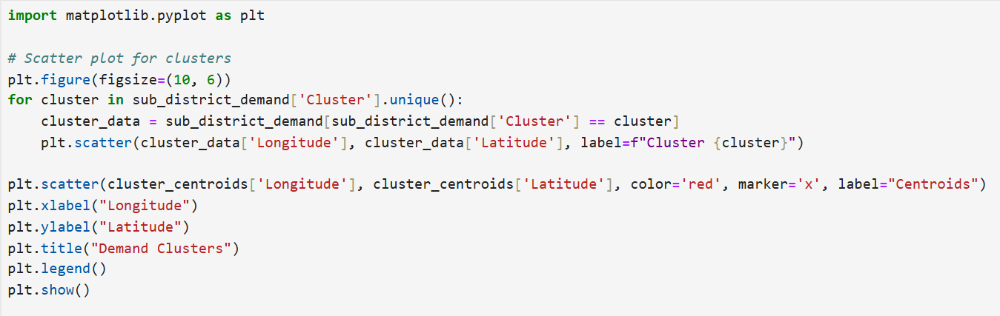 import matplotlib.pyplot as plt

# Scatter plot for clusters
plt.figure(figsize=(10, 6))
for cluster in sub_district_demand['Cluster'].unique():
    cluster_data = sub_district_demand[sub_district_demand['Cluster'] == cluster]
    plt.scatter(cluster_data['Longitude'], cluster_data['Latitude'], label=f"Cluster {cluster}")

plt.scatter(cluster_centroids['Longitude'], cluster_centroids['Latitude'], color='red', marker='x', label="Centroids")
plt.xlabel("Longitude")
plt.ylabel("Latitude")
plt.title("Demand Clusters")
plt.legend()
plt.show()